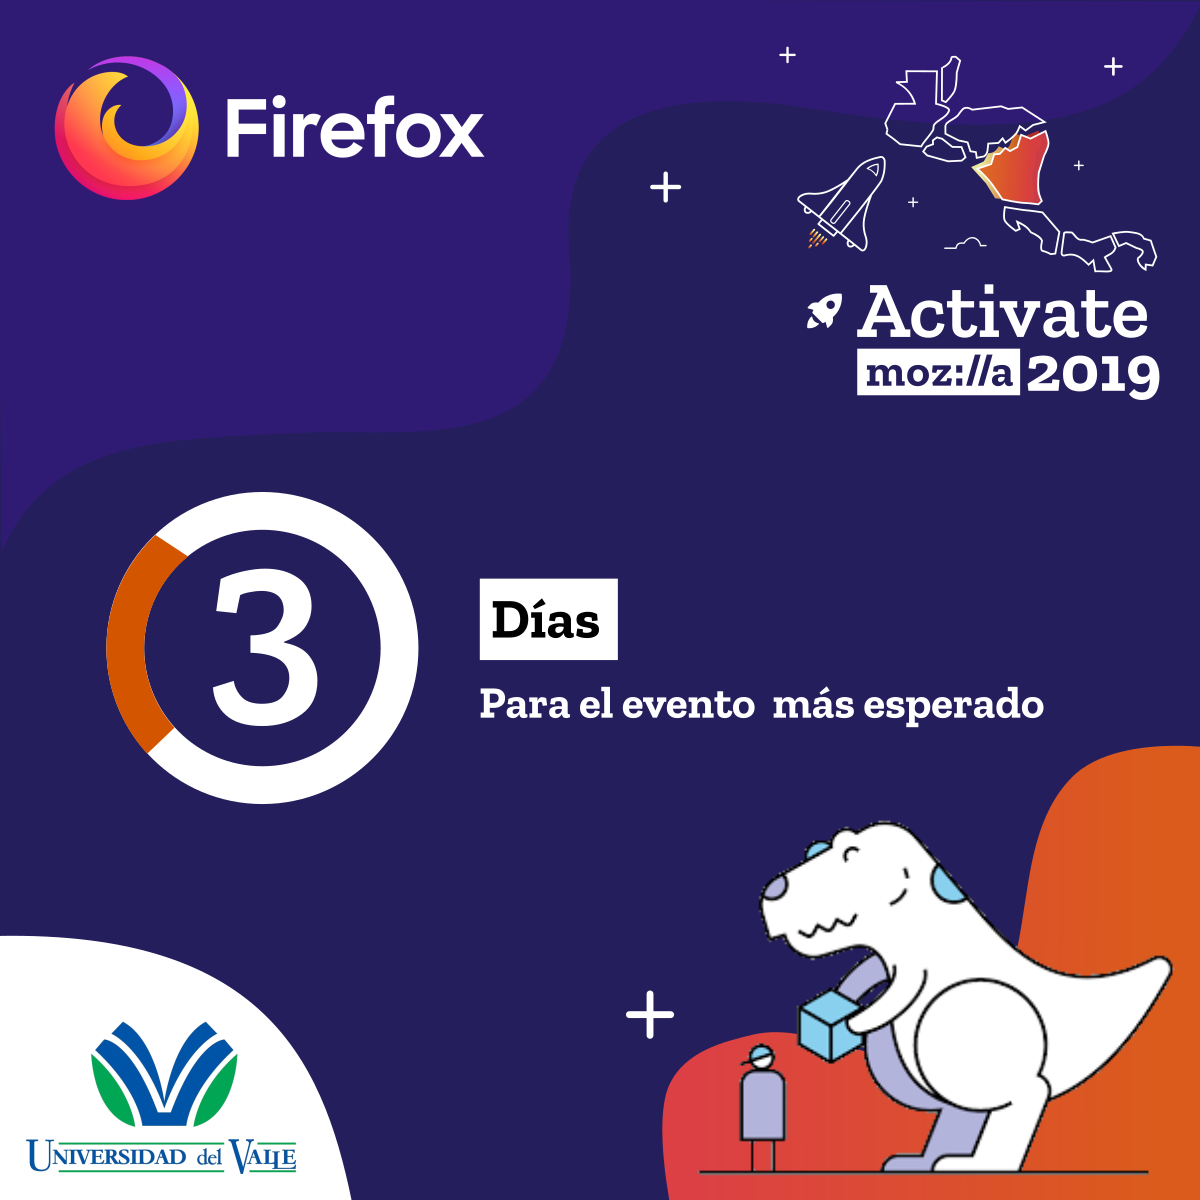 Firefox
Activate
moz://a 2019
3
Días
Para el evento más esperado
UNIVERSIDAD del VALLE